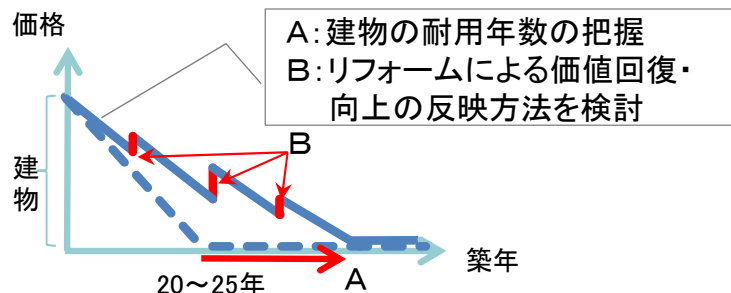 価格
A:建物の耐用年数の把握
B:リフォームによる価値回復・
向上の反映方法を検討
B
建物
築年
20～25年
A